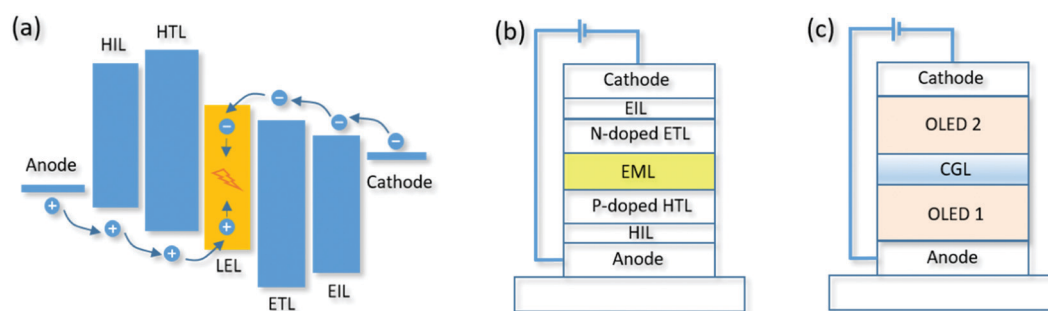 (a)
HIL
HTL
Anode
Cathode
LEL
ETL
EIL
+
+
+
+
−
−
−
−
(b)
Cathode
EIL
N-doped ETL
EML
P-doped HTL
HIL
Anode
(c)
Cathode
OLED 2
CGL
OLED 1
Anode